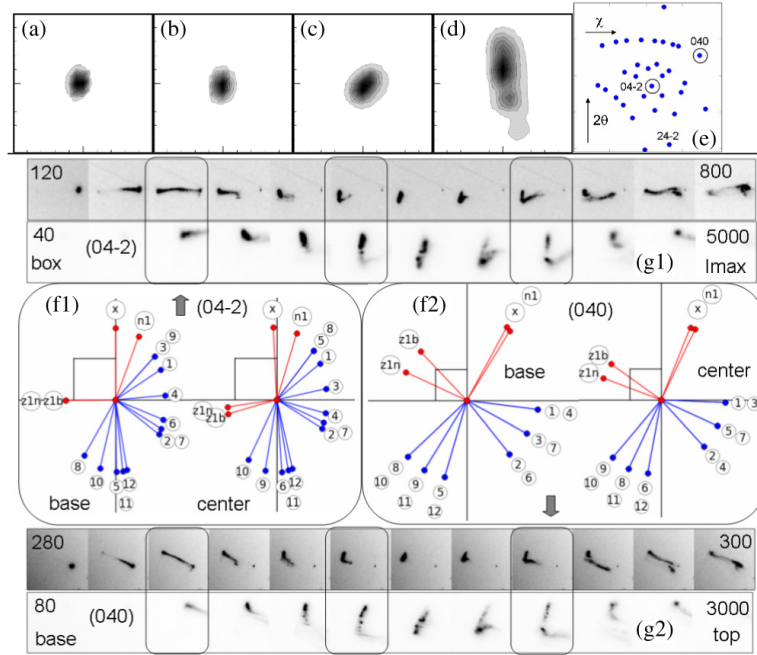 (a) (b) (c) (d)
χ
040
04-2
2θ
24-2
(e)
120 800
40 5000
box (04-2) (g1) Imax
(f1) (04-2)
x n1 x n1
3 9 1 4 6 2 7
5 8 1 3 4 2 7
z1n z1b z1n z1b
8 10 5 12 11
10 9 6 12 11
base center
(f2) (040)
x n1 x n1
z1b z1n z1b z1n
base center
1 4 3 7 2 6
1 3 5 7 2 4
8 10 9 11 5 12
9 10 8 11 6 12
280 300
80 3000
base (040) (g2) top